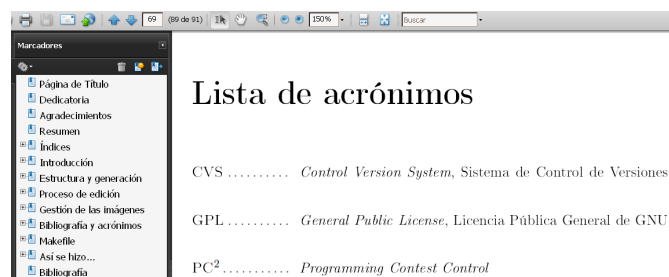 69 (89 de 91) 150% Buscar
Marcadores
Página de Título
Dedicatoria
Agradecimientos
Resumen
Índices
Introducción
Estructura y generación
Proceso de edición
Gestión de las imágenes
Bibliografía y acrónimos
Makefile
Así se hizo...
Bibliografía
Lista de acrónimos
CVS .......... Control Version System, Sistema de Control de Versiones
GPL .......... General Public License, Licencia Pública General de GNU
PC² ........... Programming Contest Control